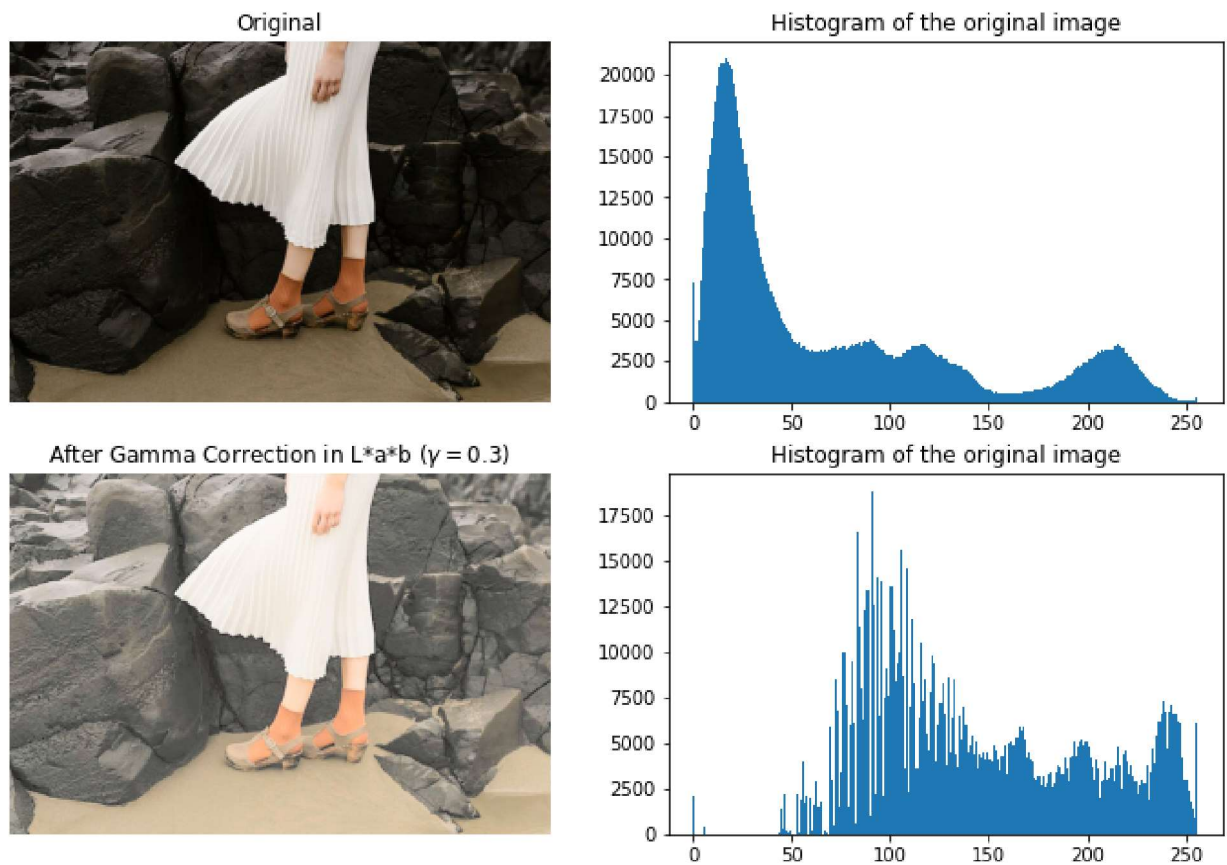 Original
Histogram of the original image
20000
17500
15000
12500
10000
7500
5000
2500
0
0 50 100 150 200 250
After Gamma Correction in L*a*b (γ = 0.3)
Histogram of the original image
17500
15000
12500
10000
7500
5000
2500
0
0 50 100 150 200 250